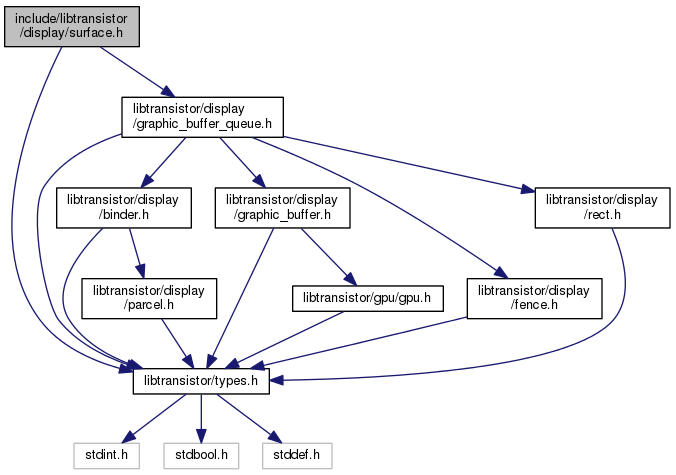 include/libtransistor
/display/surface.h
libtransistor/display
/graphic_buffer_queue.h
libtransistor/display
/binder.h
libtransistor/display
/graphic_buffer.h
libtransistor/display
/rect.h
libtransistor/display
/parcel.h
libtransistor/gpu/gpu.h
libtransistor/display
/fence.h
libtransistor/types.h
stdint.h
stdbool.h
stddef.h